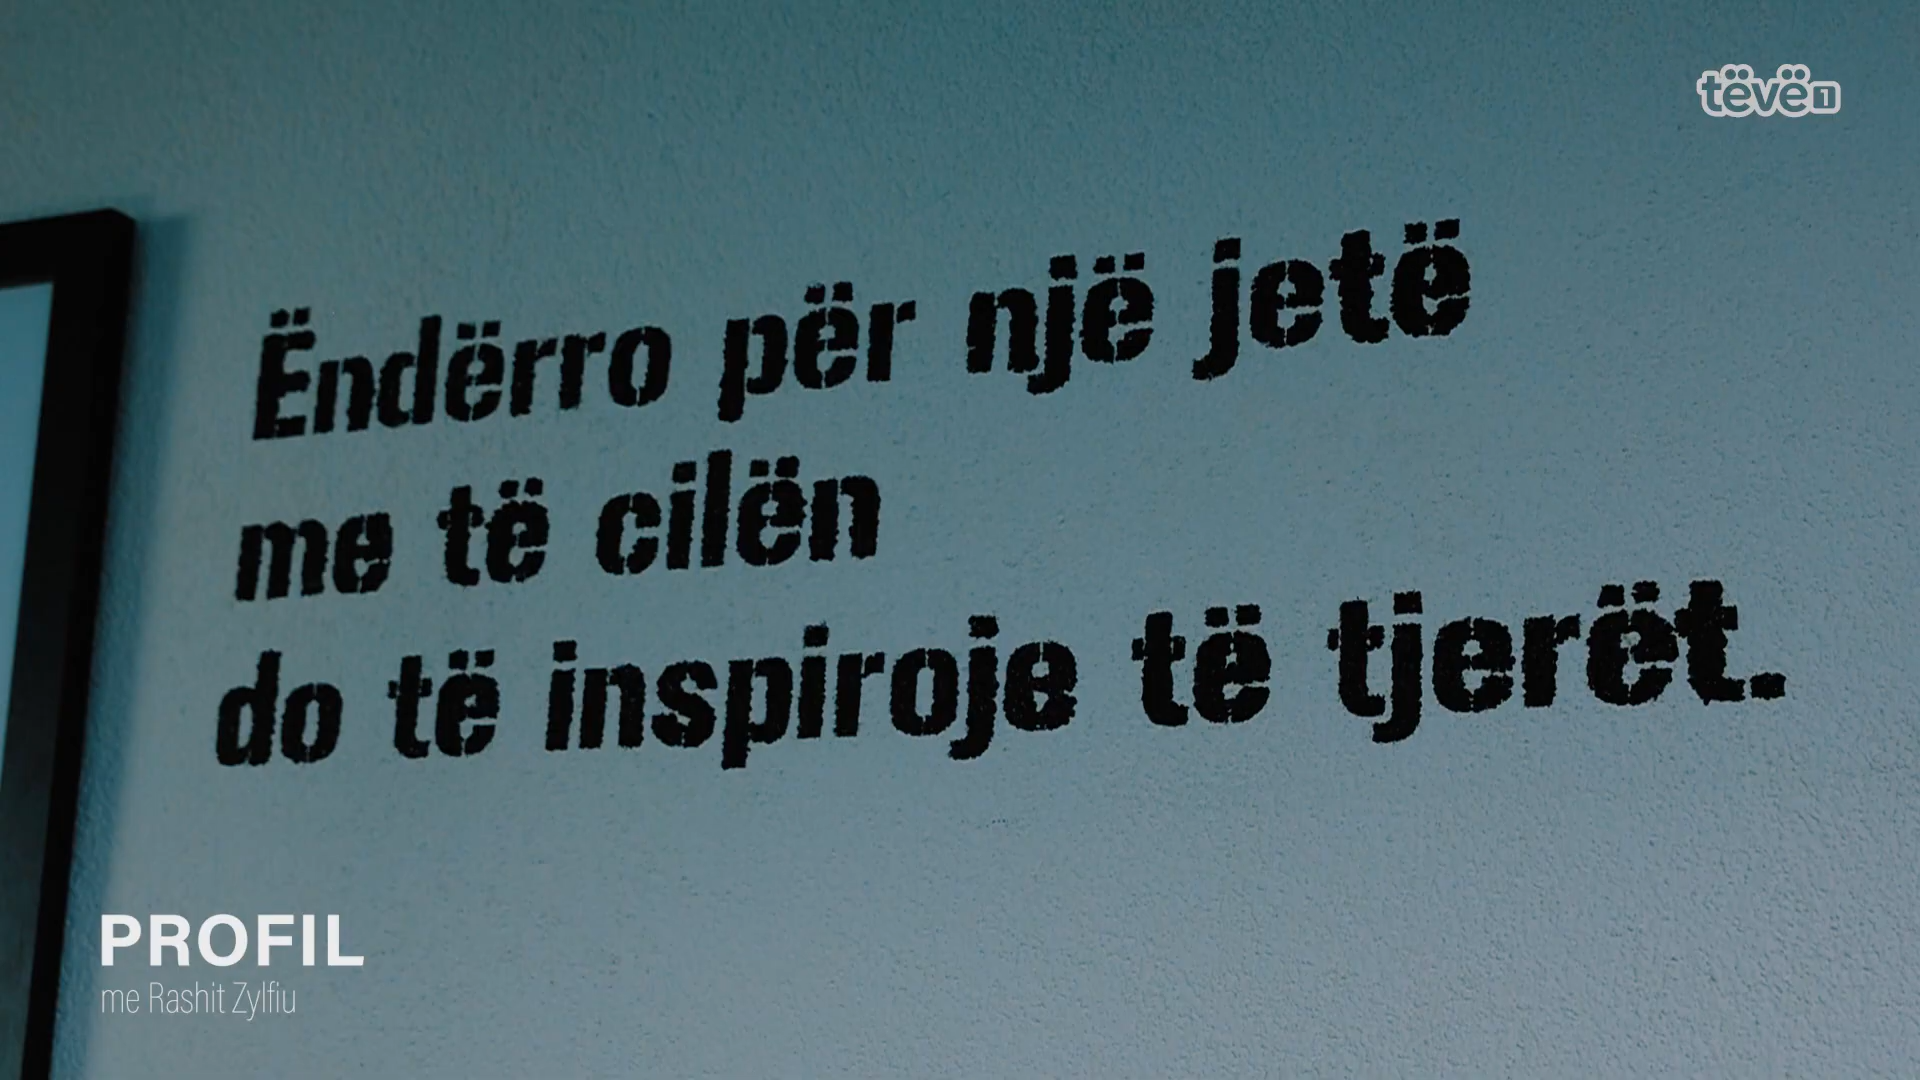 tëvë1
Ëndërro për një jetë
me të cilën
do të inspiroje të tjerët.
PROFIL
me Rashit Zylfiu